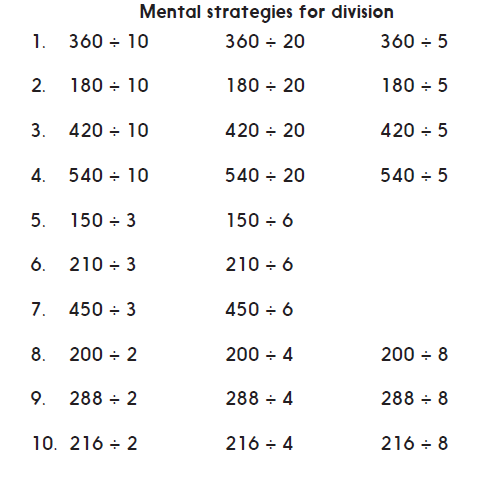 Mental strategies for division
1. 360 ÷ 10 360 ÷ 20 360 ÷ 5
2. 180 ÷ 10 180 ÷ 20 180 ÷ 5
3. 420 ÷ 10 420 ÷ 20 420 ÷ 5
4. 540 ÷ 10 540 ÷ 20 540 ÷ 5
5. 150 ÷ 3 150 ÷ 6
6. 210 ÷ 3 210 ÷ 6
7. 450 ÷ 3 450 ÷ 6
8. 200 ÷ 2 200 ÷ 4 200 ÷ 8
9. 288 ÷ 2 288 ÷ 4 288 ÷ 8
10. 216 ÷ 2 216 ÷ 4 216 ÷ 8